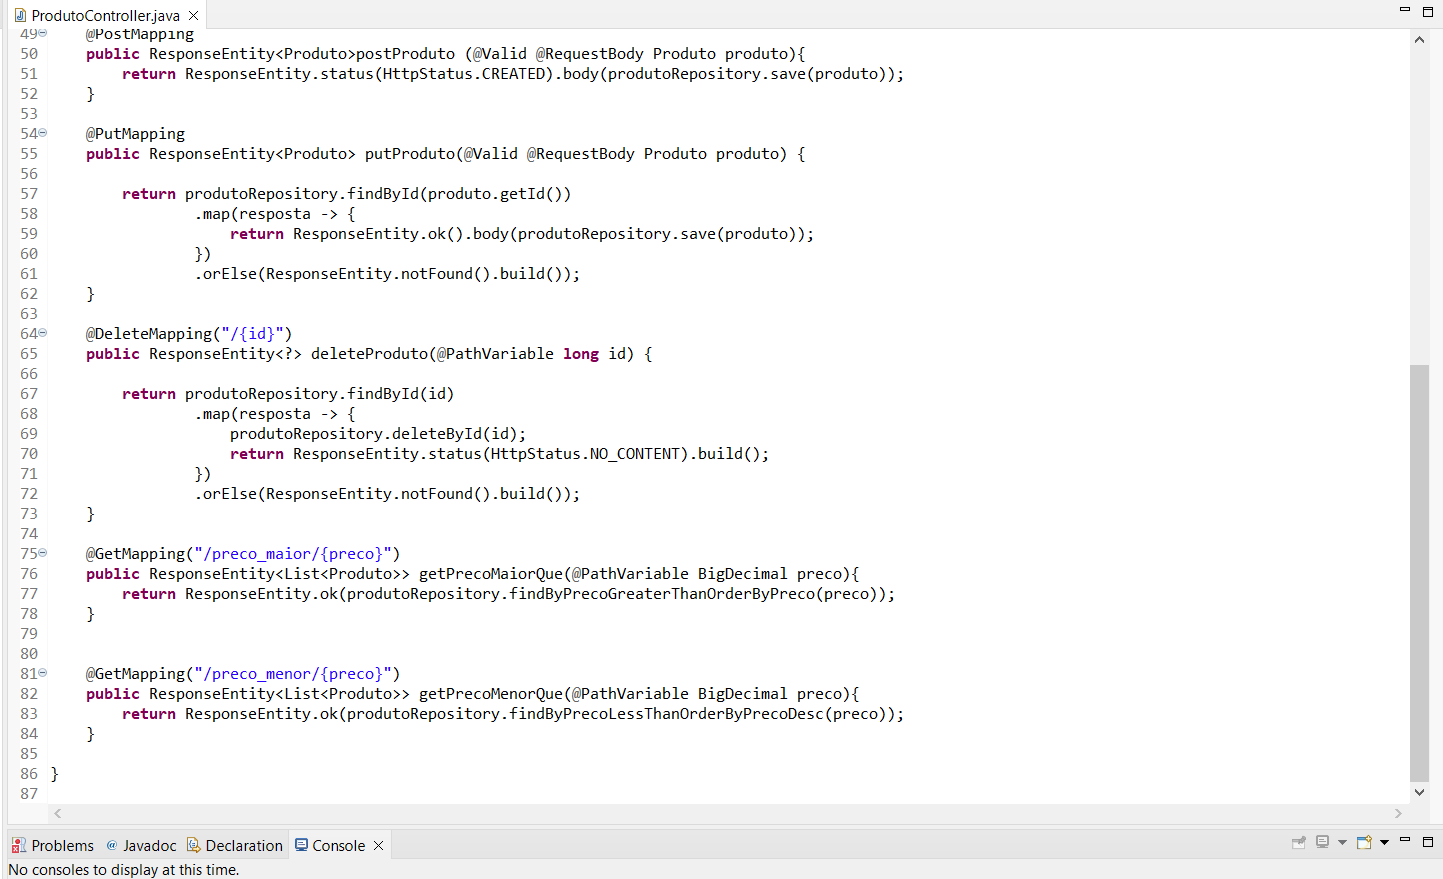 ProdutoController.java
49 @PostMapping
50 public ResponseEntity<Produto>postProduto (@Valid @RequestBody Produto produto){
51 return ResponseEntity.status(HttpStatus.CREATED).body(produtoRepository.save(produto));
52 }
53
54 @PutMapping
55 public ResponseEntity<Produto> putProduto(@Valid @RequestBody Produto produto) {
56
57 return produtoRepository.findById(produto.getId())
58 .map(resposta -> {
59 return ResponseEntity.ok().body(produtoRepository.save(produto));
60 })
61 .orElse(ResponseEntity.notFound().build());
62 }
63
64 @DeleteMapping("/{id}")
65 public ResponseEntity<?> deleteProduto(@PathVariable long id) {
66
67 return produtoRepository.findById(id)
68 .map(resposta -> {
69 produtoRepository.deleteById(id);
70 return ResponseEntity.status(HttpStatus.NO_CONTENT).build();
71 })
72 .orElse(ResponseEntity.notFound().build());
73 }
74
75 @GetMapping("/preco_maior/{preco}")
76 public ResponseEntity<List<Produto>> getPrecoMaiorQue(@PathVariable BigDecimal preco){
77 return ResponseEntity.ok(produtoRepository.findByPrecoGreaterThanOrderByPreco(preco));
78 }
79
80
81 @GetMapping("/preco_menor/{preco}")
82 public ResponseEntity<List<Produto>> getPrecoMenorQue(@PathVariable BigDecimal preco){
83 return ResponseEntity.ok(produtoRepository.findByPrecoLessThanOrderByPrecoDesc(preco));
84 }
85
86 }
87
Problems @ Javadoc Declaration Console
No consoles to display at this time.